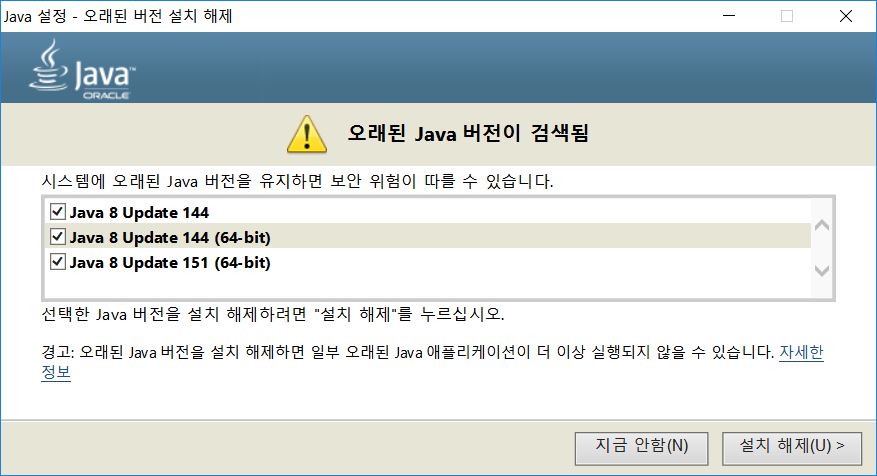 Java 설정 - 오래된 버전 설치 해제
Java™
ORACLE
오래된 Java 버전이 검색됨
시스템에 오래된 Java 버전을 유지하면 보안 위험이 따를 수 있습니다.
Java 8 Update 144
Java 8 Update 144 (64-bit)
Java 8 Update 151 (64-bit)
선택한 Java 버전을 설치 해제하려면 "설치 해제"를 누르십시오.
경고: 오래된 Java 버전을 설치 해제하면 일부 오래된 Java 애플리케이션이 더 이상 실행되지 않을 수 있습니다. 자세한
정보
지금 안함(N)
설치 해제(U) >